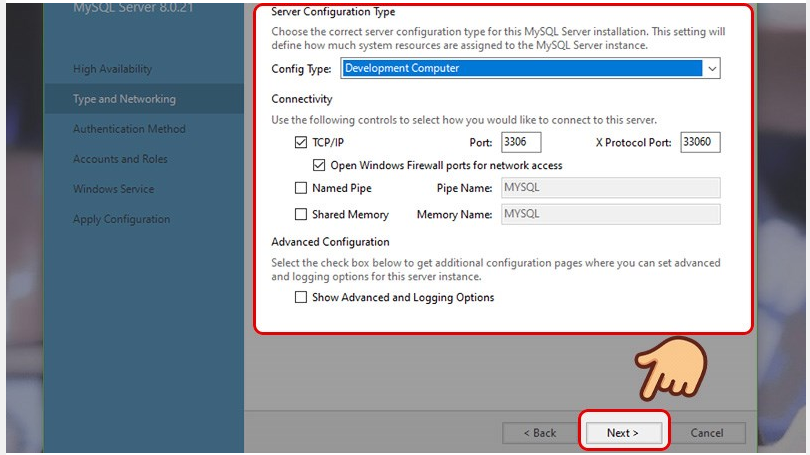 MySQL Server 8.0.21
High Availability
Type and Networking
Authentication Method
Accounts and Roles
Windows Service
Apply Configuration
Server Configuration Type
Choose the correct server configuration type for this MySQL Server installation. This setting will
define how much system resources are assigned to the MySQL Server instance.
Config Type: Development Computer
Connectivity
Use the following controls to select how you would like to connect to this server.
TCP/IP Port: 3306 X Protocol Port: 33060
Open Windows Firewall ports for network access
Named Pipe Pipe Name: MYSQL
Shared Memory Memory Name: MYSQL
Advanced Configuration
Select the check box below to get additional configuration pages where you can set advanced
and logging options for this server instance.
Show Advanced and Logging Options
< Back Next > Cancel